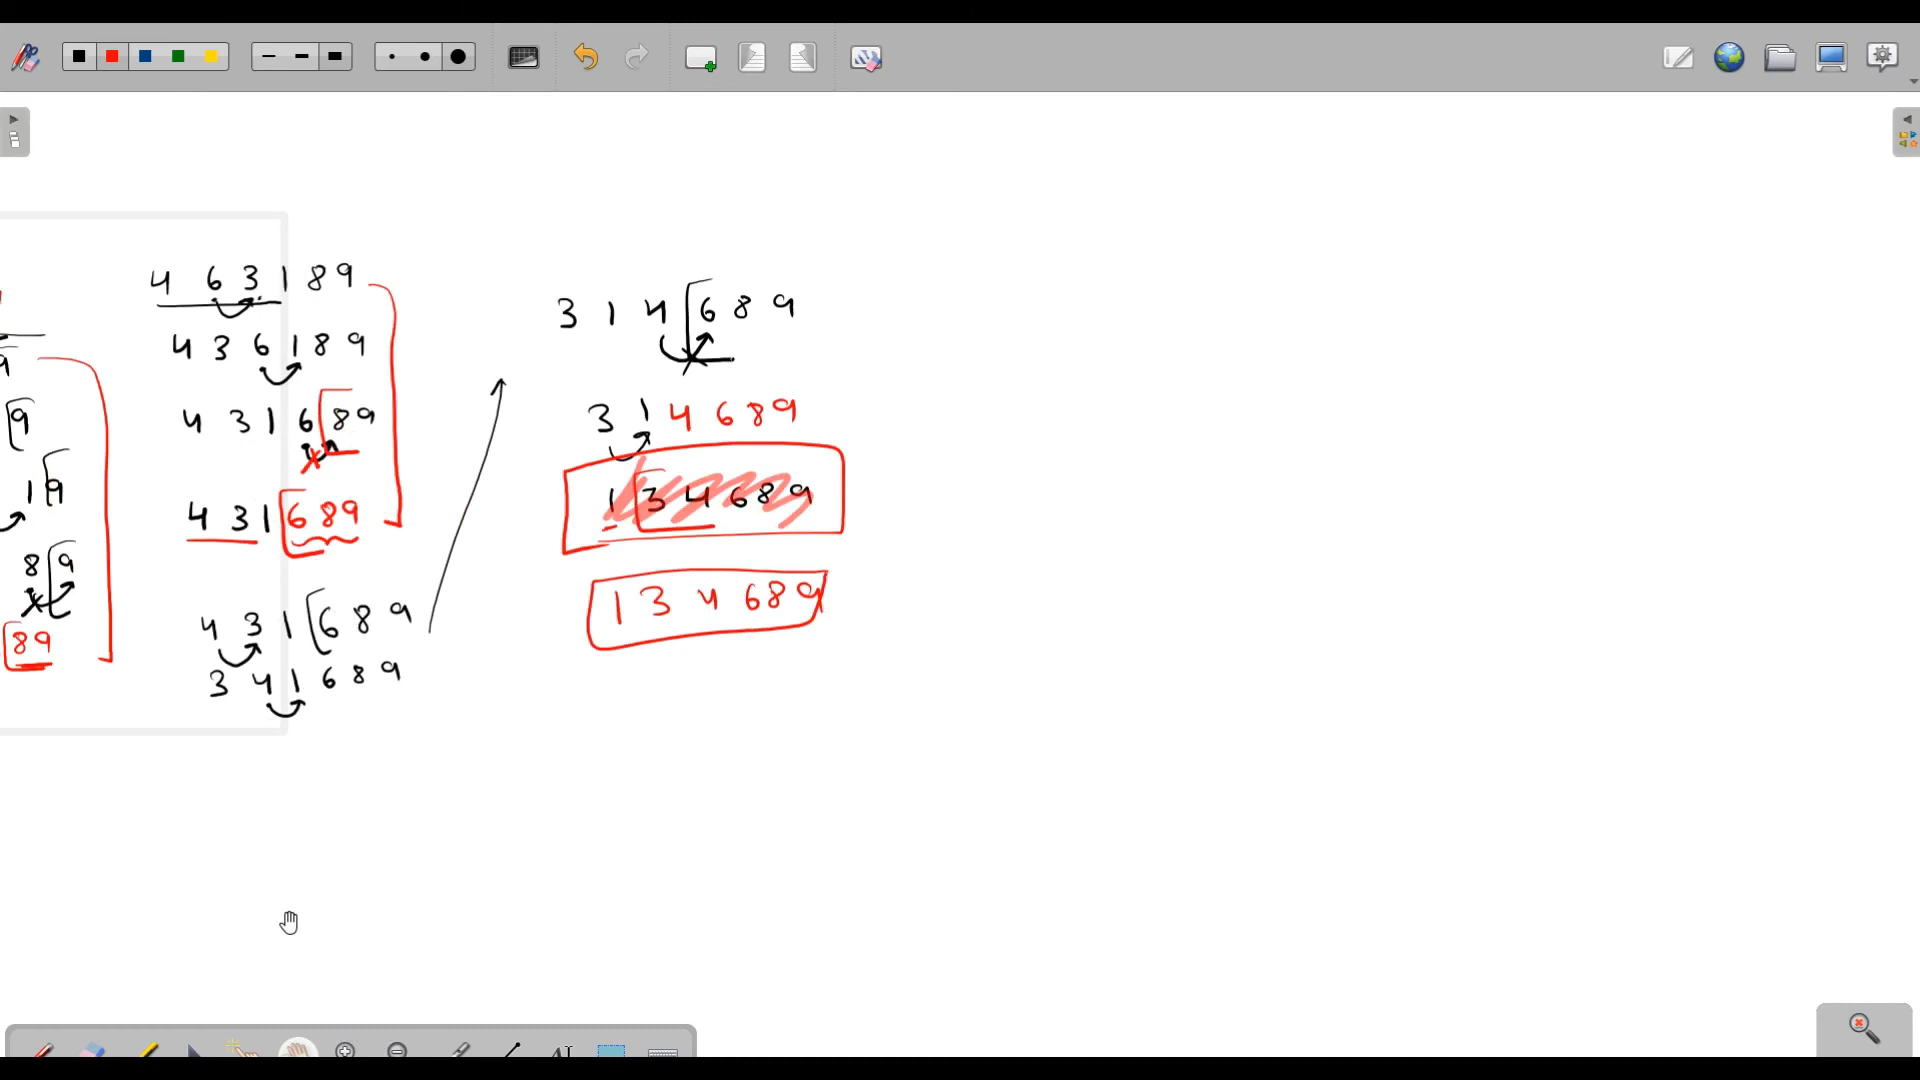 9
9
1 9
8 9
89
4 6 3 1 8 9
4 3 6 1 8 9
4 3 1 6 8 9
4 3 1 6 8 9
4 3 1 6 8 9
3 4 1 6 8 9
3 1 4 6 8 9
3 1 4 6 8 9
1 3 4 6 8 9
1 3 4 6 8 9